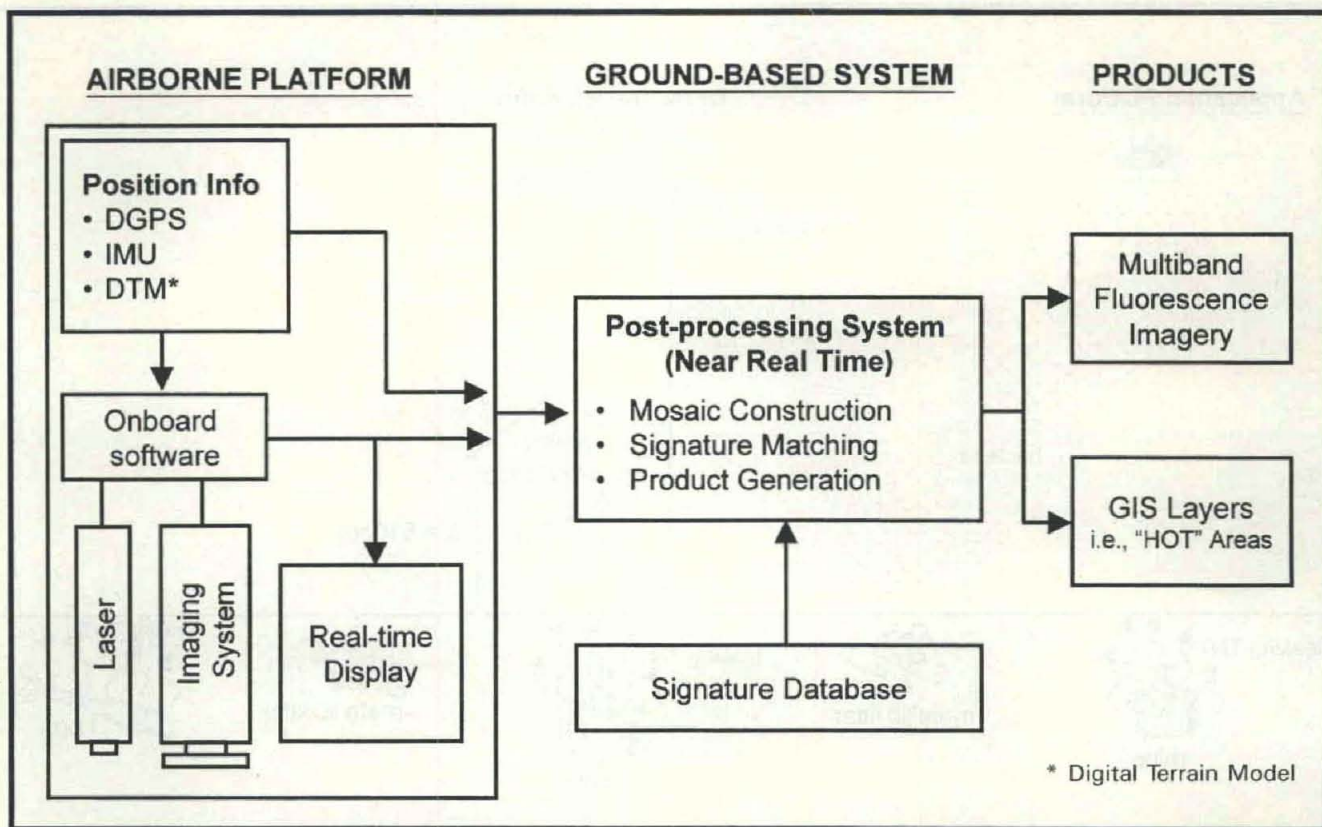 AIRBORNE PLATFORM
GROUND-BASED SYSTEM
PRODUCTS
Position Info
• DGPS
• IMU
• DTM*
Onboard
software
Laser
Imaging
System
Real-time
Display
Post-processing System
(Near Real Time)
• Mosaic Construction
• Signature Matching
• Product Generation
Signature Database
Multiband
Fluorescence
Imagery
GIS Layers
i.e., "HOT" Areas
* Digital Terrain Model